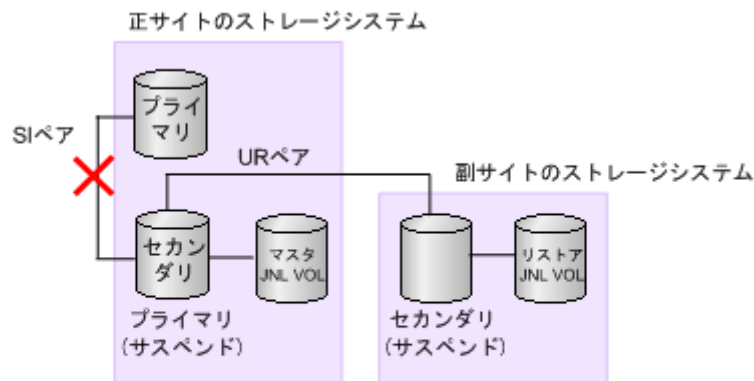 正サイトのストレージシステム
プライ
マリ
SIペア
URペア
副サイトのストレージシステム
セカン
ダリ
マスタ
JNL VOL
リストア
JNL VOL
プライマリ
(サスペンド)
セカンダリ
(サスペンド)